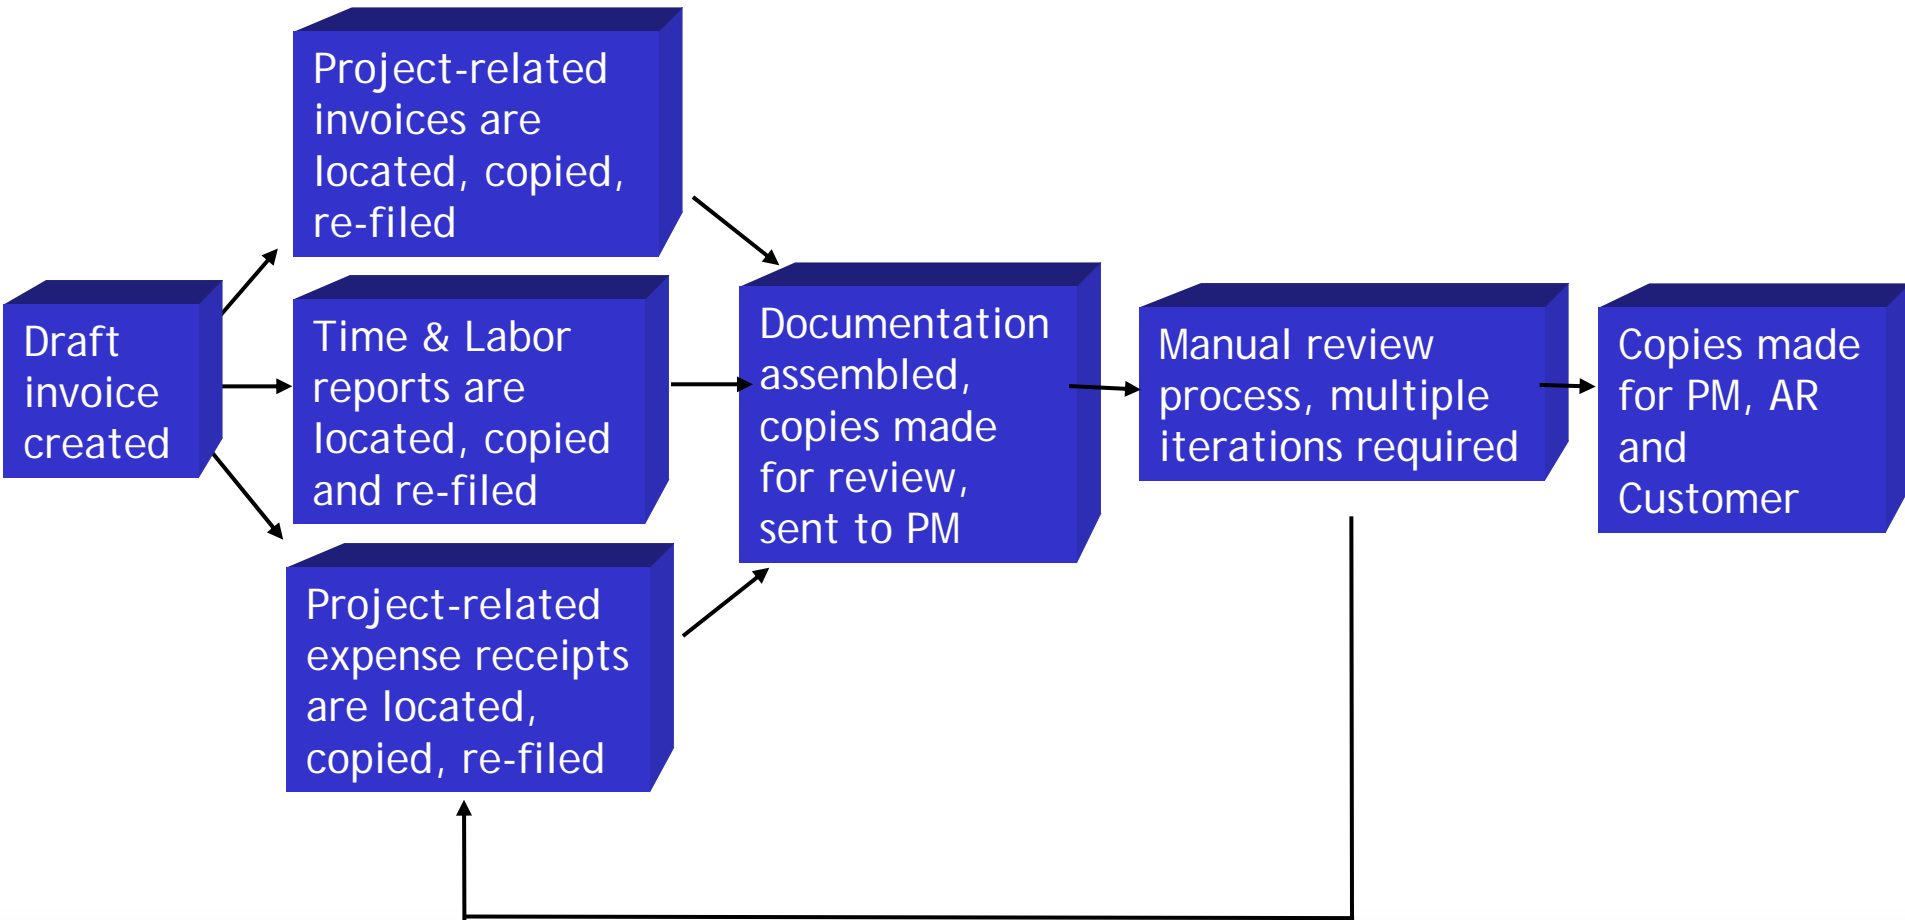 Project-related
invoices are
located, copied,
re-filed
Draft
invoice
created
Time & Labor
reports are
located, copied
and re-filed
Project-related
expense receipts
are located,
copied, re-filed
Documentation
assembled,
copies made
for review,
sent to PM
Manual review
process, multiple
iterations required
Copies made
for PM, AR
and
Customer